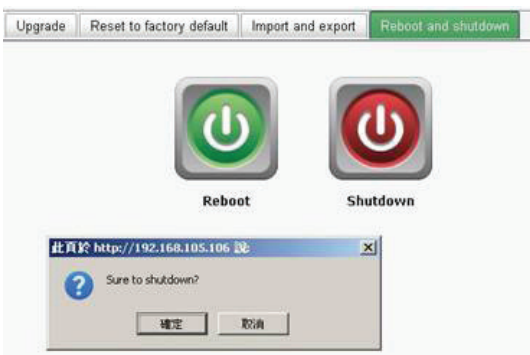 Upgrade Reset to factory default Import and export Reboot and shutdown
Reboot Shutdown
此頁於 http://192.168.105.106 說:
Sure to shutdown?
確定 取消